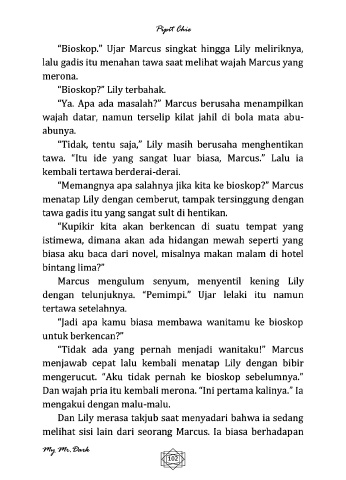 Pipit Chie
“Bioskop.” Ujar Marcus singkat hingga Lily meliriknya,
lalu gadis itu menahan tawa saat melihat wajah Marcus yang
merona.
“Bioskop?” Lily terbahak.
“Ya. Apa ada masalah?” Marcus berusaha menampilkan
wajah datar, namun terselip kilat jahil di bola mata abu-
abunya.
“Tidak, tentu saja,” Lily masih berusaha menghentikan
tawa. “Itu ide yang sangat luar biasa, Marcus.” Lalu ia
kembali tertawa berderai-derai.
“Memangnya apa salahnya jika kita ke bioskop?” Marcus
menatap Lily dengan cemberut, tampak tersinggung dengan
tawa gadis itu yang sangat sult di hentikan.
“Kupikir kita akan berkencan di suatu tempat yang
istimewa, dimana akan ada hidangan mewah seperti yang
biasa aku baca dari novel, misalnya makan malam di hotel
bintang lima?”
Marcus mengulum senyum, menyentil kening Lily
dengan telunjuknya. “Pemimpi.” Ujar lelaki itu namun
tertawa setelahnya.
“Jadi apa kamu biasa membawa wanitamu ke bioskop
untuk berkencan?”
“Tidak ada yang pernah menjadi wanitaku!” Marcus
menjawab cepat lalu kembali menatap Lily dengan bibir
mengerucut. “Aku tidak pernah ke bioskop sebelumnya.”
Dan wajah pria itu kembali merona. “Ini pertama kalinya.” Ia
mengakui dengan malu-malu.
Dan Lily merasa takjub saat menyadari bahwa ia sedang
melihat sisi lain dari seorang Marcus. Ia biasa berhadapan
My Mr.Dark
102